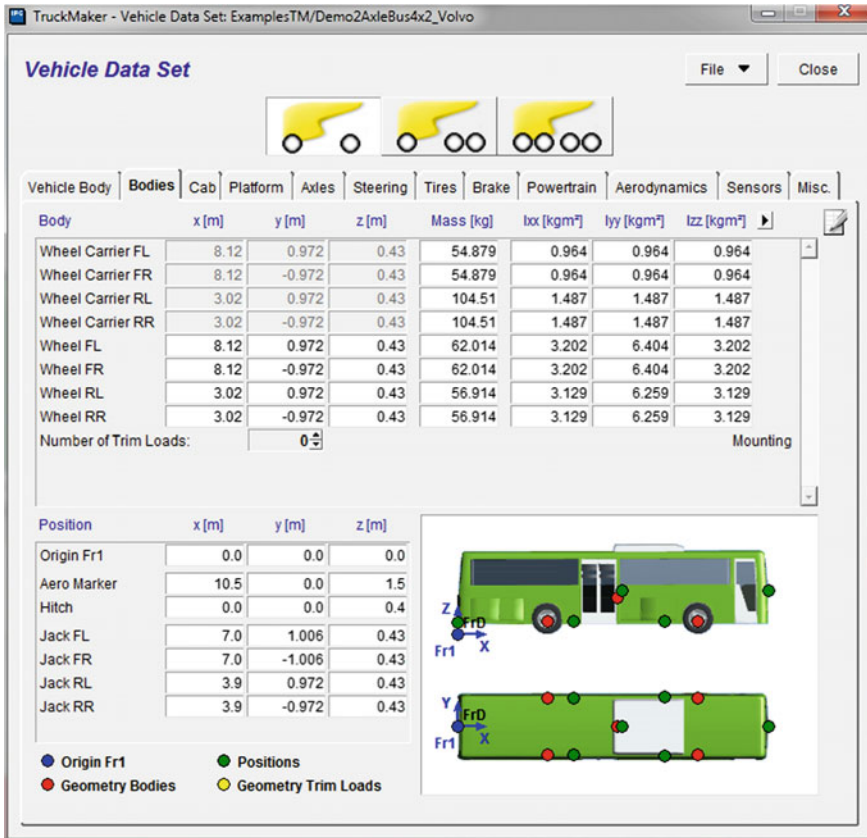 TruckMaker - Vehicle Data Set: ExamplesTM/Demo2AxleBus4x2_Volvo
Vehicle Data Set
File
Close
Vehicle Body Bodies Cab Platform Axles Steering Tires Brake Powertrain Aerodynamics Sensors Misc.
Body x [m] y [m] z [m] Mass [kg] Ixx [kgm²] Iyy [kgm²] Izz [kgm²]
Wheel Carrier FL 8.12 0.972 0.43 54.879 0.964 0.964 0.964
Wheel Carrier FR 8.12 -0.972 0.43 54.879 0.964 0.964 0.964
Wheel Carrier RL 3.02 0.972 0.43 104.51 1.487 1.487 1.487
Wheel Carrier RR 3.02 -0.972 0.43 104.51 1.487 1.487 1.487
Wheel FL 8.12 0.972 0.43 62.014 3.202 6.404 3.202
Wheel FR 8.12 -0.972 0.43 62.014 3.202 6.404 3.202
Wheel RL 3.02 0.972 0.43 56.914 3.129 6.259 3.129
Wheel RR 3.02 -0.972 0.43 56.914 3.129 6.259 3.129
Number of Trim Loads: 0 Mounting
Position x [m] y [m] z [m]
Origin Fr1 0.0 0.0 0.0
Aero Marker 10.5 0.0 1.5
Hitch 0.0 0.0 0.4
Jack FL 7.0 1.006 0.43
Jack FR 7.0 -1.006 0.43
Jack RL 3.9 0.972 0.43
Jack RR 3.9 -0.972 0.43
Origin Fr1 Positions
Geometry Bodies Geometry Trim Loads
Z
FrD
Fr1 X
Y
FrD
X
Fr1